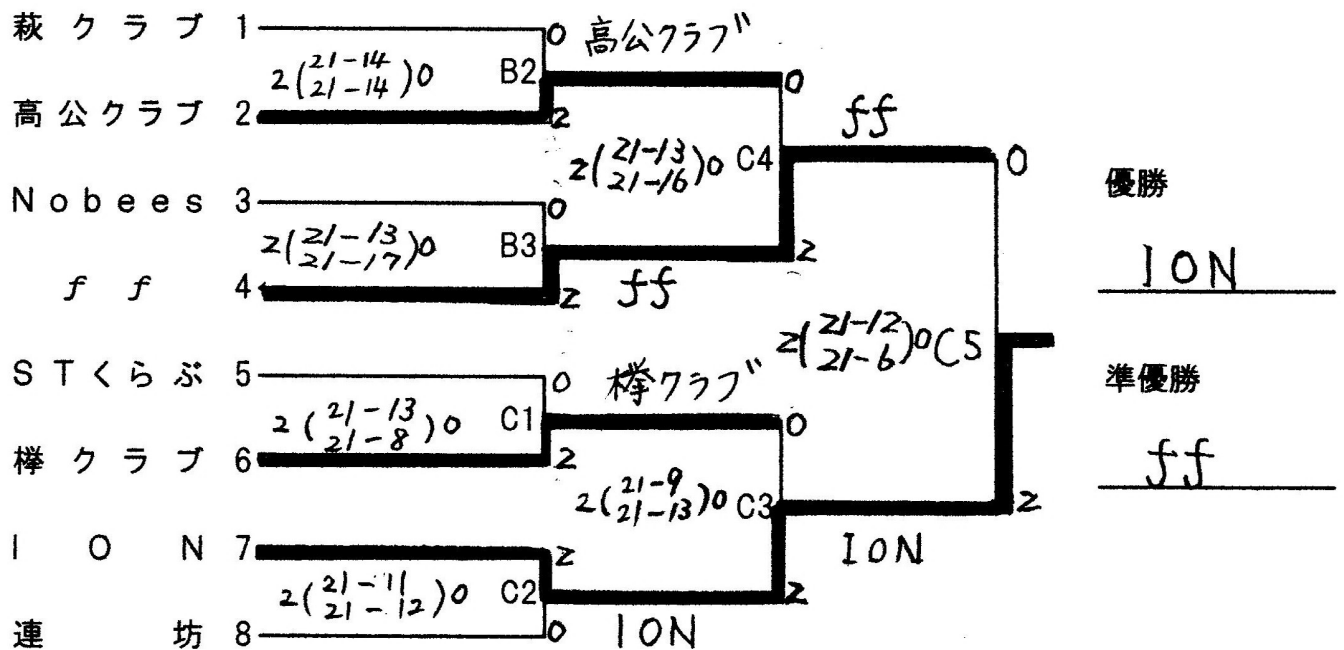 萩クラブ 1 0 高公クラブ
2(21-14 21-14)0 B2 0
高公クラブ 2 2 ff
2(21-13 21-16)0 C4 0
Nobees 3 0 優勝
2(21-13 21-17)0 B3 2
ff 4 2 ff ION
2(21-12 21-6)0 C5
STくらぶ 5 0 欅クラブ 準優勝
2(21-13 21-8)0 C1 0
欅クラブ 6 2 ff
2(21-9 21-13)0 C3 2
ION 7 2 ION
2(21-11 21-12)0 C2 2
連坊 8 0 ION